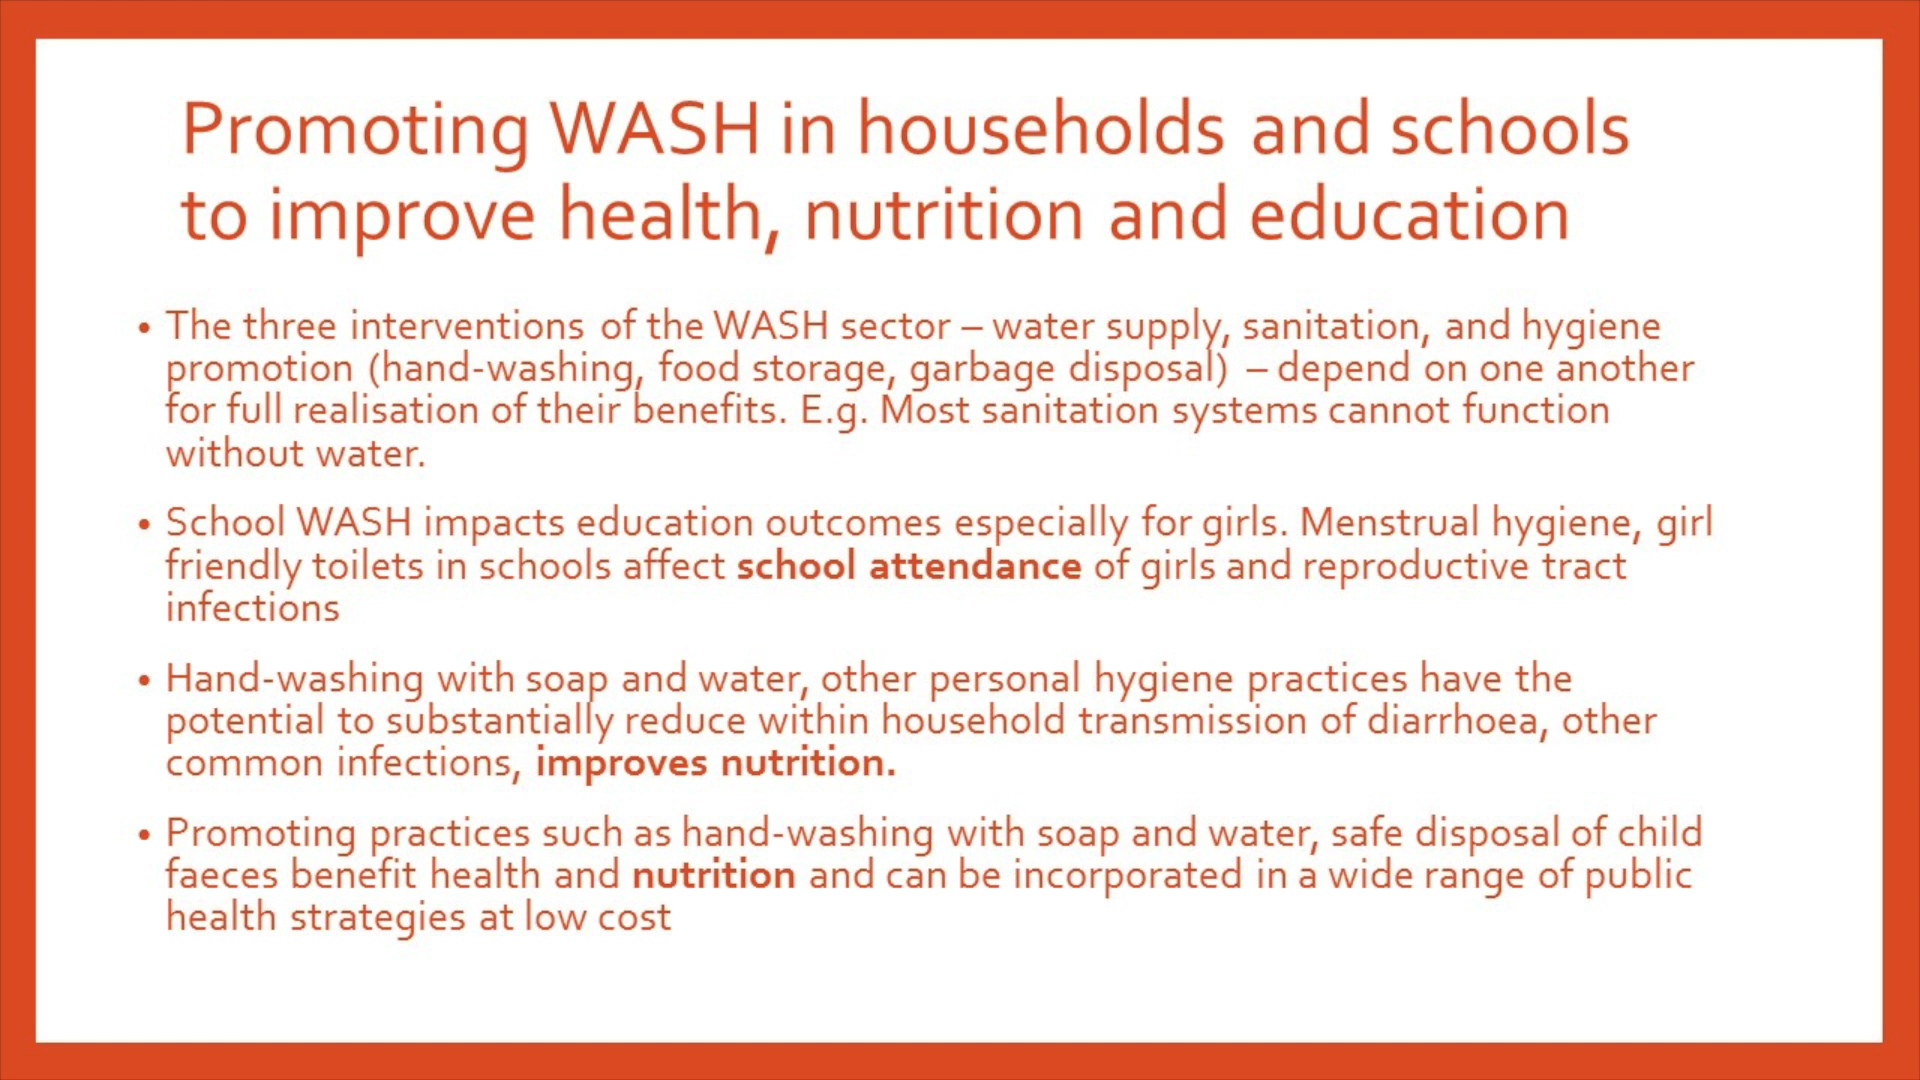 Promoting WASH in households and schools
to improve health, nutrition and education
• The three interventions of the WASH sector – water supply, sanitation, and hygiene
promotion (hand-washing, food storage, garbage disposal) – depend on one another
for full realisation of their benefits. E.g. Most sanitation systems cannot function
without water.
• School WASH impacts education outcomes especially for girls. Menstrual hygiene, girl
friendly toilets in schools affect school attendance of girls and reproductive tract
infections
• Hand-washing with soap and water, other personal hygiene practices have the
potential to substantially reduce within household transmission of diarrhoea, other
common infections, improves nutrition.
• Promoting practices such as hand-washing with soap and water, safe disposal of child
faeces benefit health and nutrition and can be incorporated in a wide range of public
health strategies at low cost